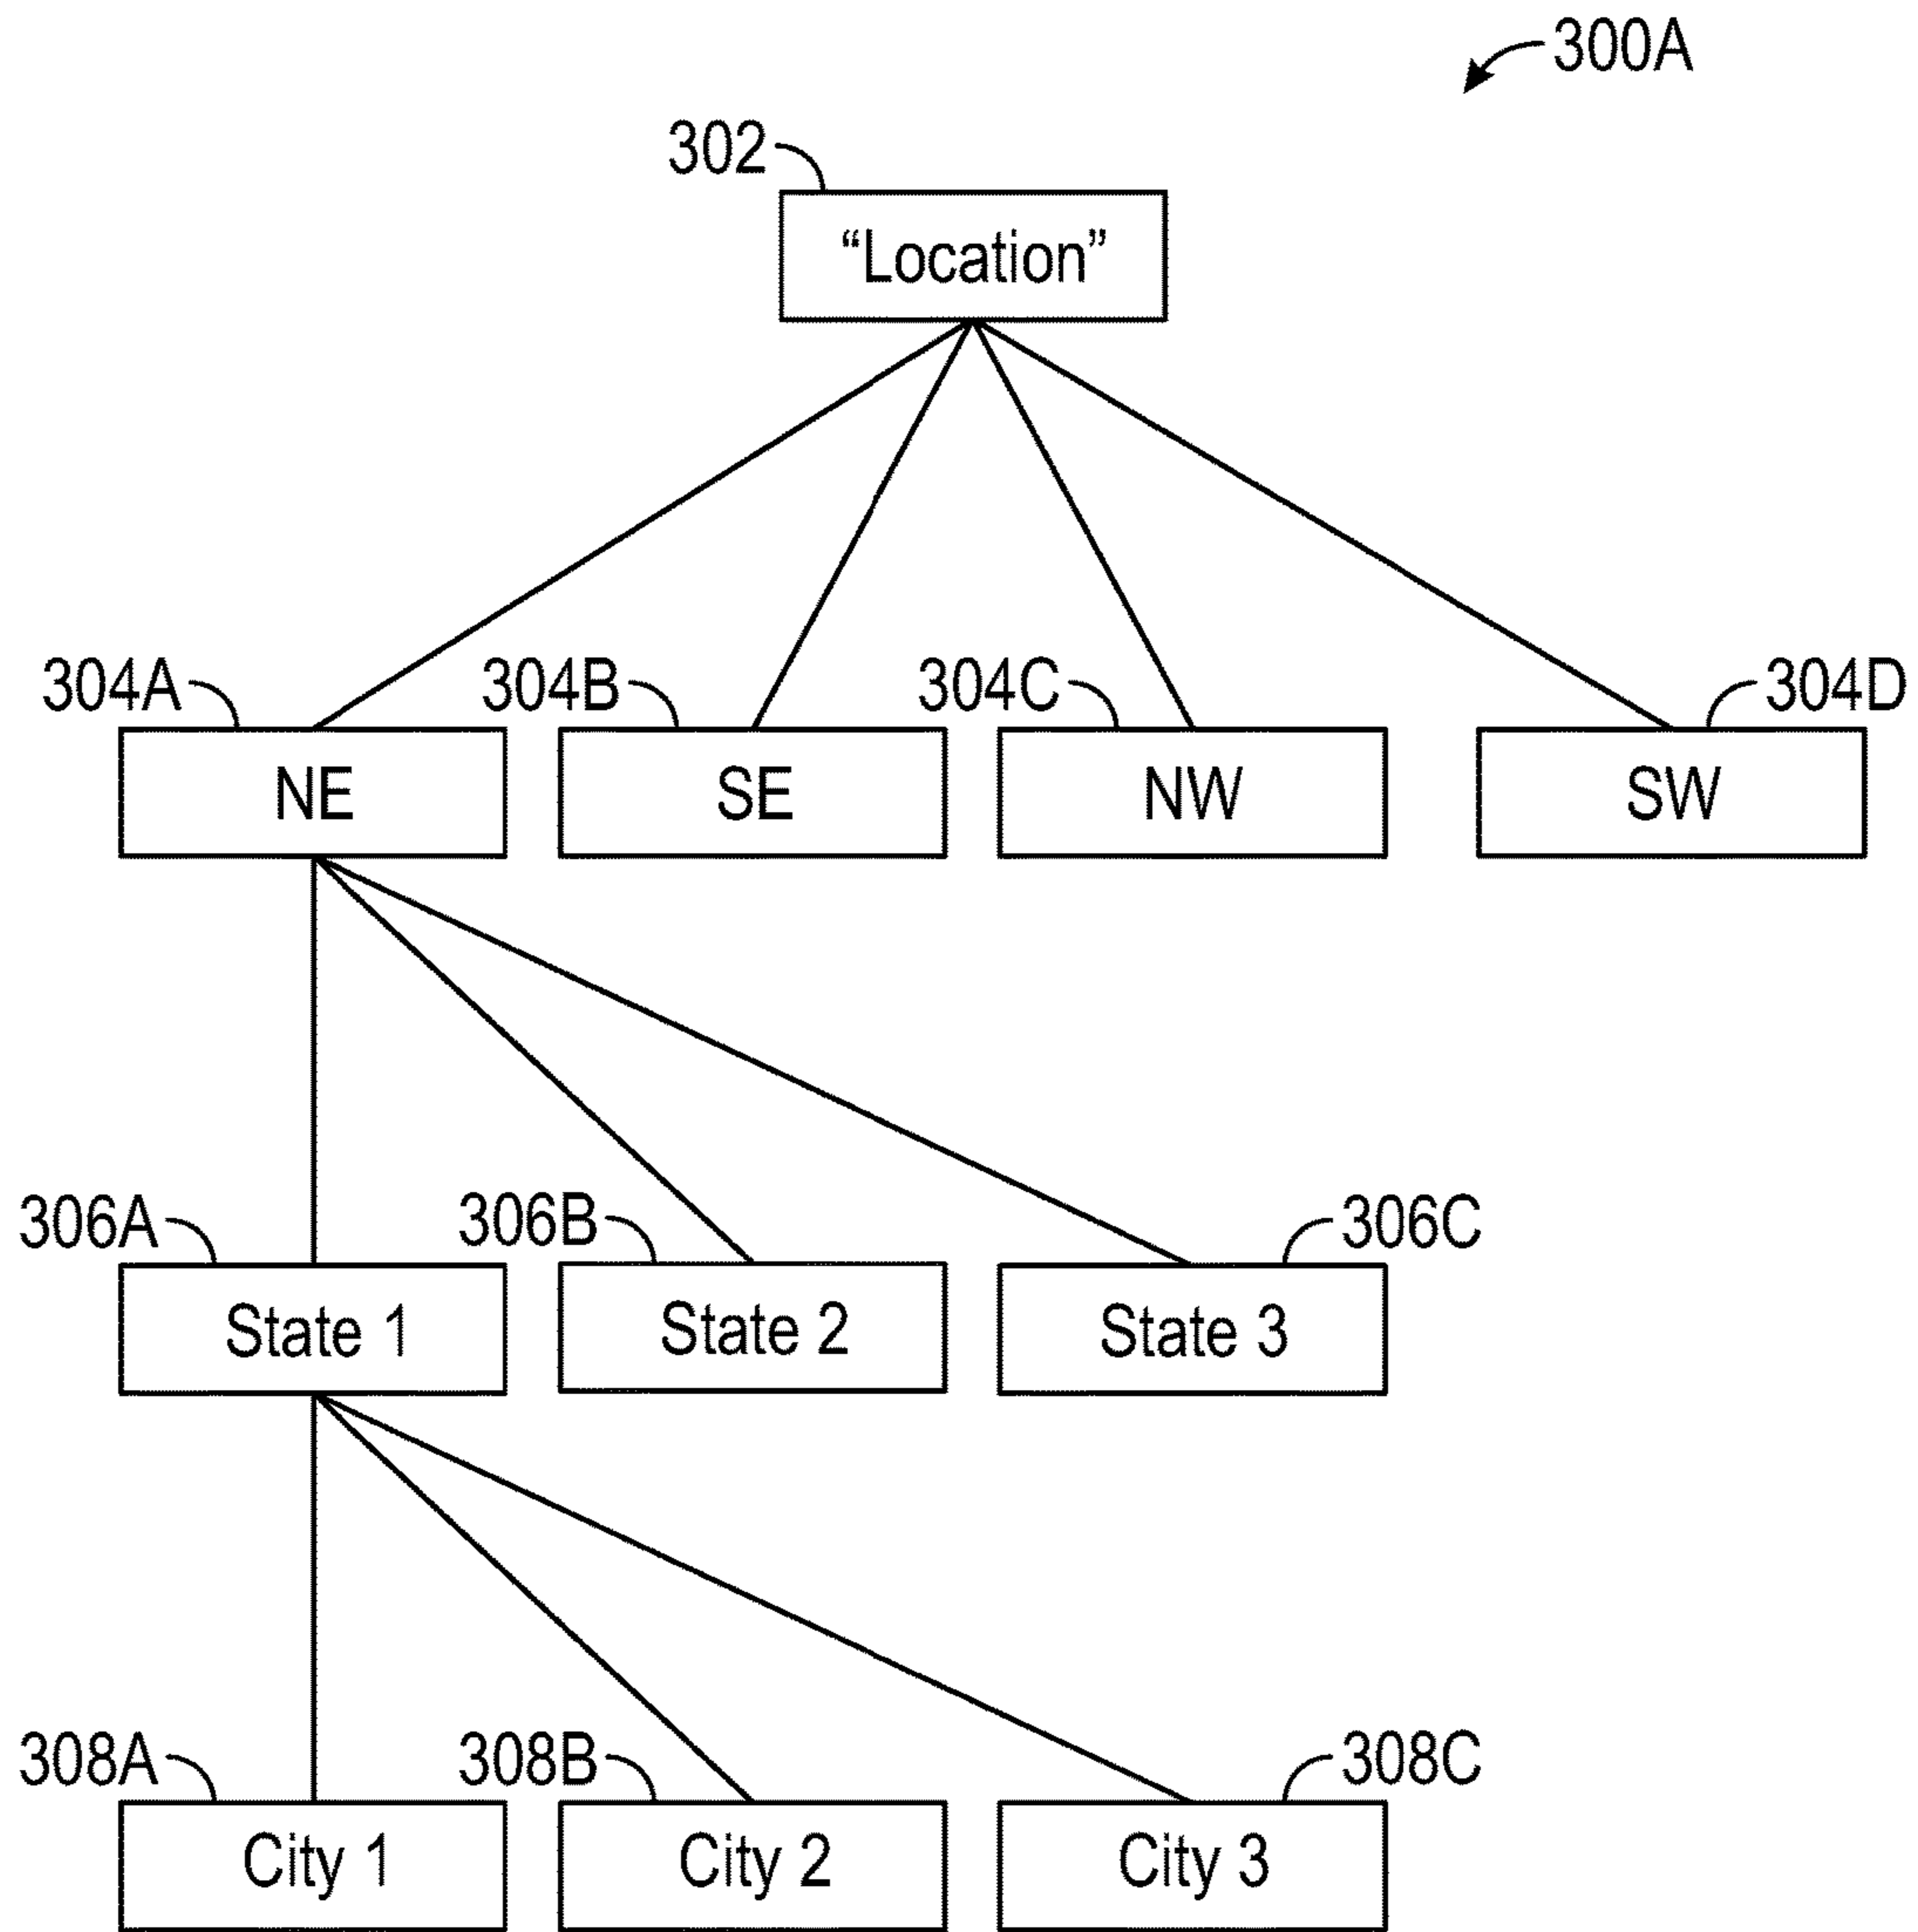 300A
302
“Location”
304A
304B
304C
304D
NE
SE
NW
SW
306A
306B
306C
State 1
State 2
State 3
308A
308B
308C
City 1
City 2
City 3